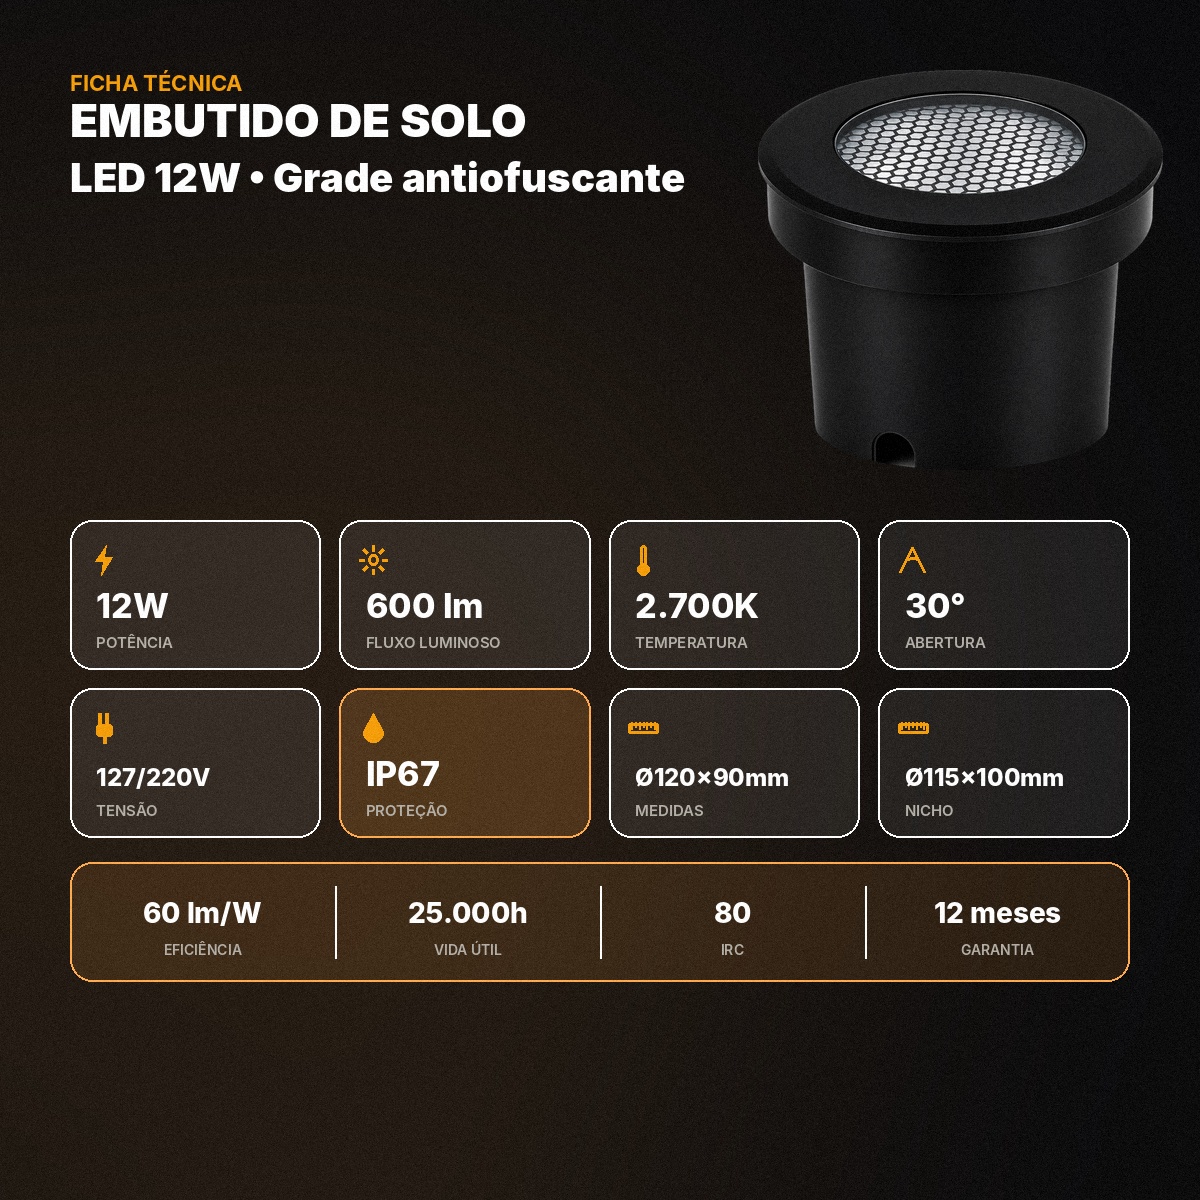 FICHA TÉCNICA
EMBUTIDO DE SOLO
LED 12W • Grade antiofuscante
12W
POTÊNCIA
600 lm
FLUXO LUMINOSO
2.700K
TEMPERATURA
30°
ABERTURA
127/220V
TENSÃO
IP67
PROTEÇÃO
Ø120×90mm
MEDIDAS
Ø115×100mm
NICHO
60 lm/W
EFICIÊNCIA
25.000h
VIDA ÚTIL
80
IRC
12 meses
GARANTIA